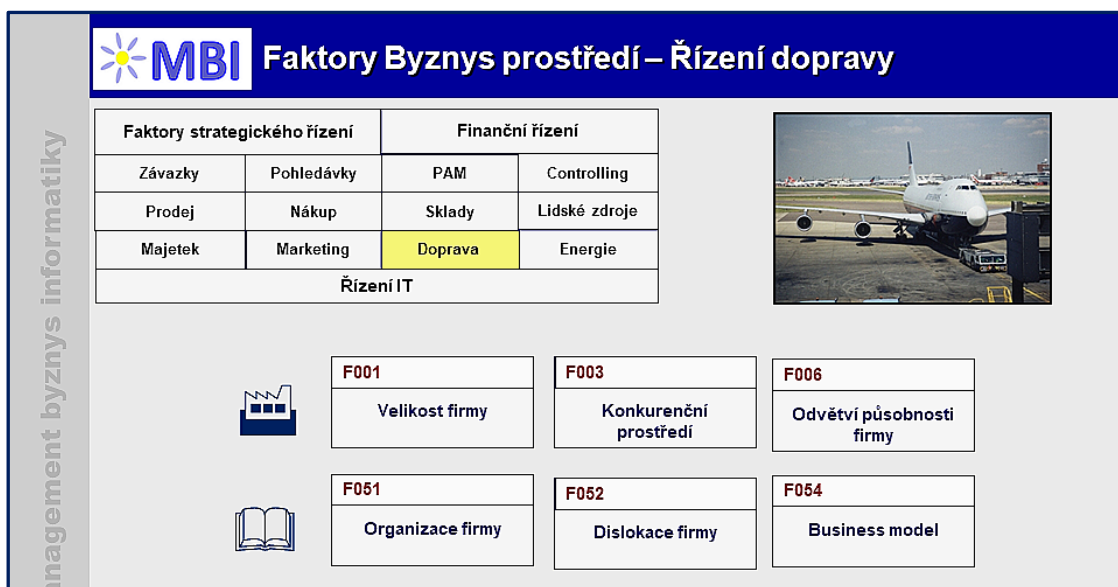 MBI
Faktory Byznys prostředí – Řízení dopravy
Faktory strategického řízení
Finanční řízení
Závazky
Pohledávky
PAM
Controlling
Prodej
Nákup
Sklady
Lidské zdroje
Majetek
Marketing
Doprava
Energie
Řízení IT
F001
Velikost firmy
F003
Konkurenční
prostředí
F006
Odvětví působnosti
firmy
F051
Organizace firmy
F052
Dislokace firmy
F054
Business model
byznys informatiky